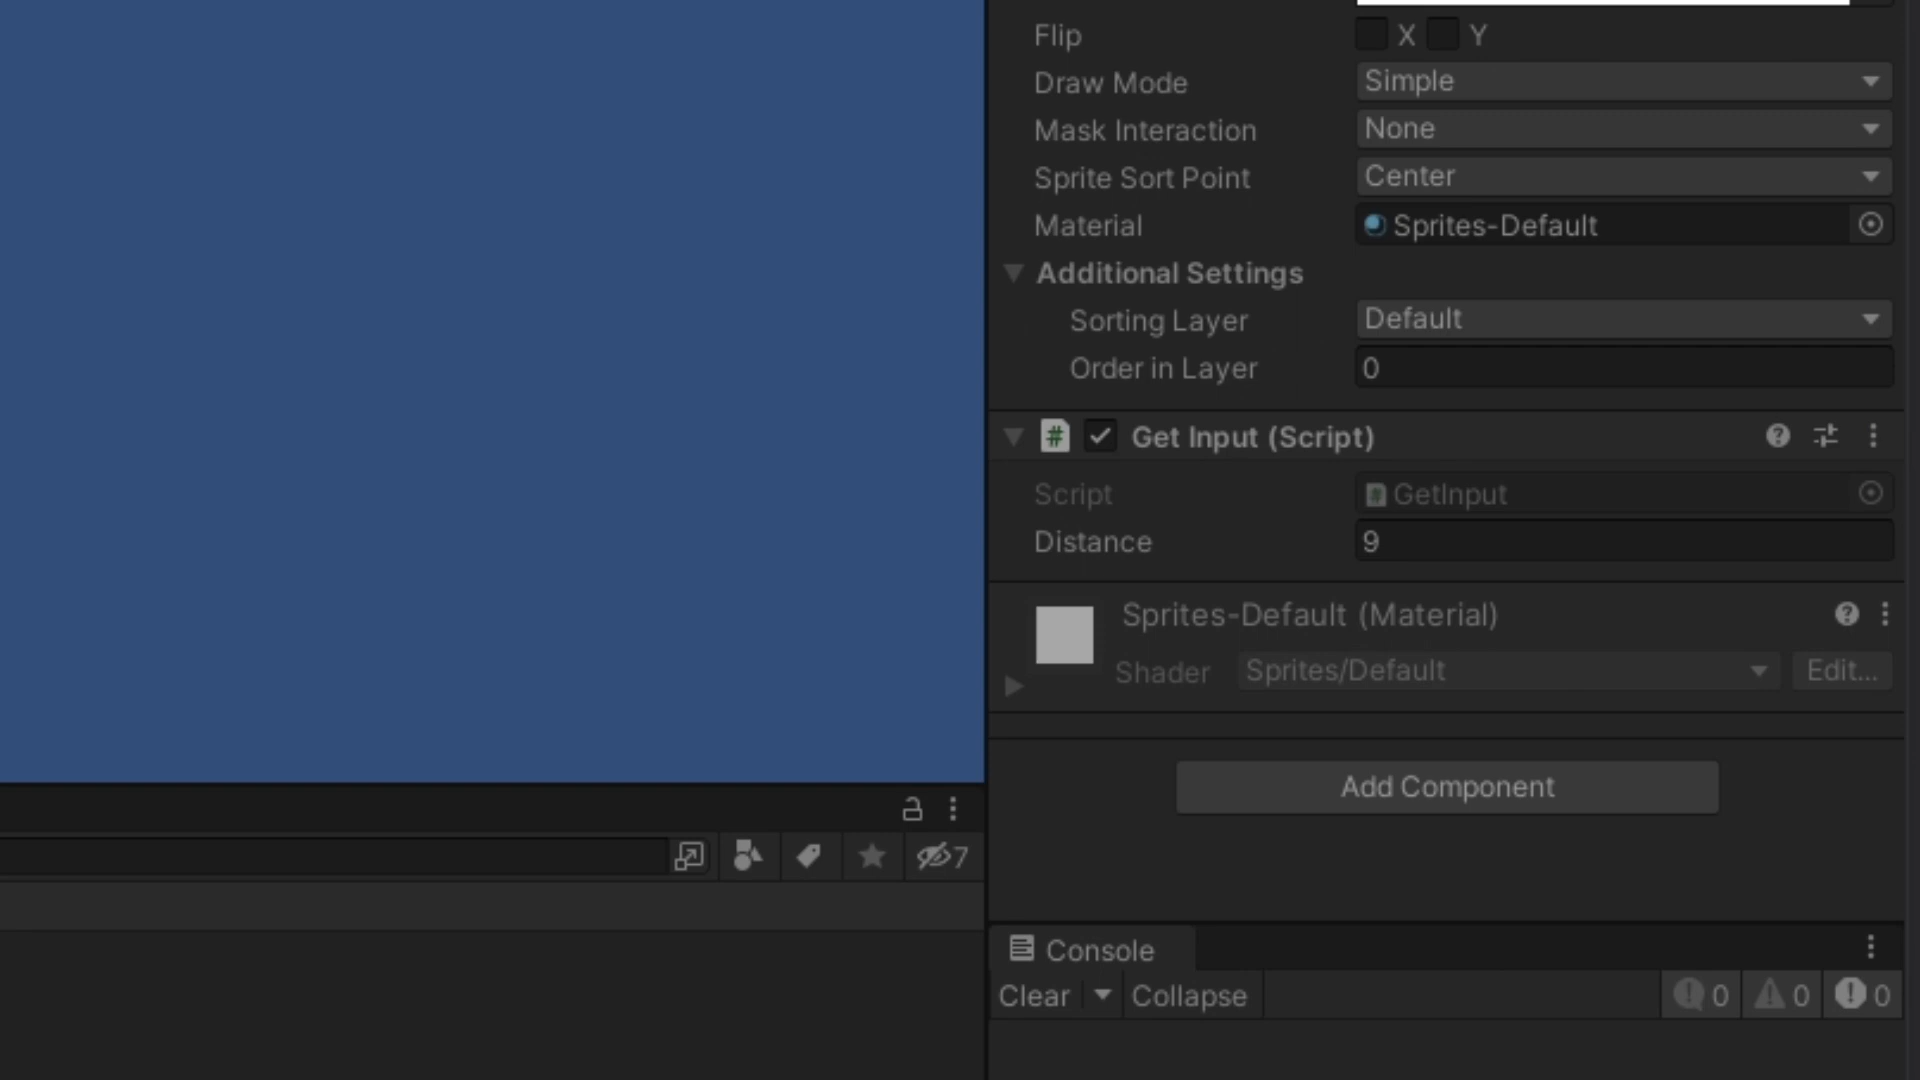 Flip X Y
Draw Mode Simple
Mask Interaction None
Sprite Sort Point Center
Material Sprites-Default
Additional Settings
Sorting Layer Default
Order in Layer 0
# Get Input (Script)
Script # GetInput
Distance 9
Sprites-Default (Material)
Shader Sprites/Default Edit...
Add Component
7
Console
Clear Collapse 0 0 0